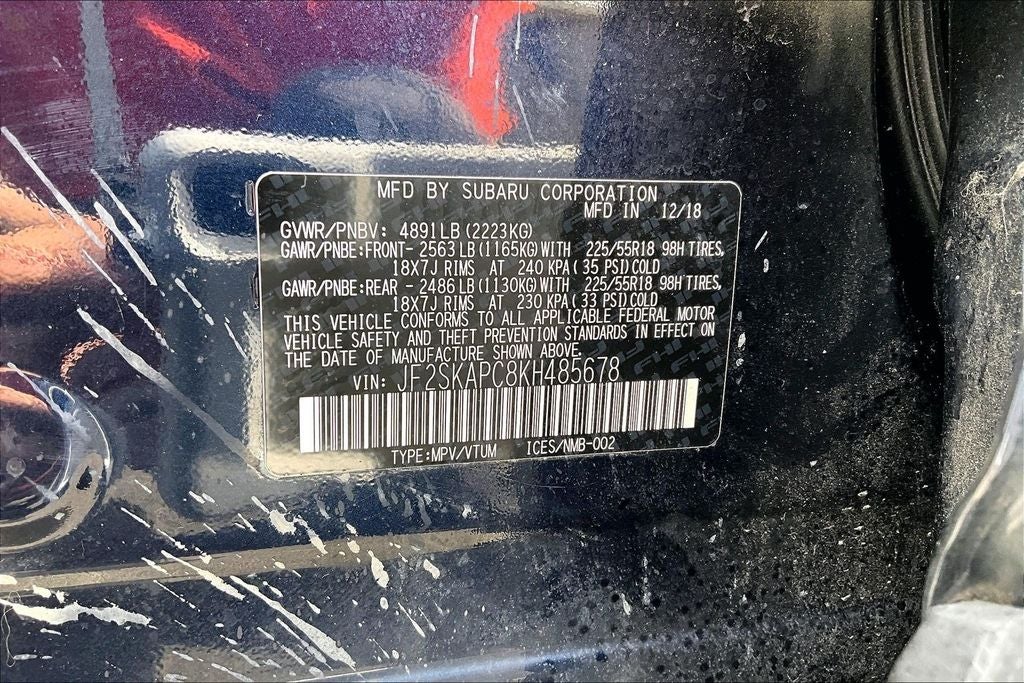 MFD BY SUBARU CORPORATION
MFD IN 12/18
GVWR/PNBV: 4891LB(2223KG)
GAWR/PNBE:FRONT- 2563LB(1165KG)WITH 225/55R18 98H TIRES,
18X7J RIMS AT 240 KPA(35 PSI)COLD
GAWR/PNBE:REAR - 2486LB(1130KG)WITH 225/55R18 98H TIRES,
18X7J RIMS AT 230 KPA(33 PSI)COLD
THIS VEHICLE CONFORMS TO ALL APPLICABLE FEDERAL MOTOR
VEHICLE SAFETY AND THEFT PREVENTION STANDARDS IN EFFECT ON
THE DATE OF MANUFACTURE SHOWN ABOVE.
VIN: JF2SKAPC8KH485678
TYPE:MPV/VTUM ICES/NMB-002